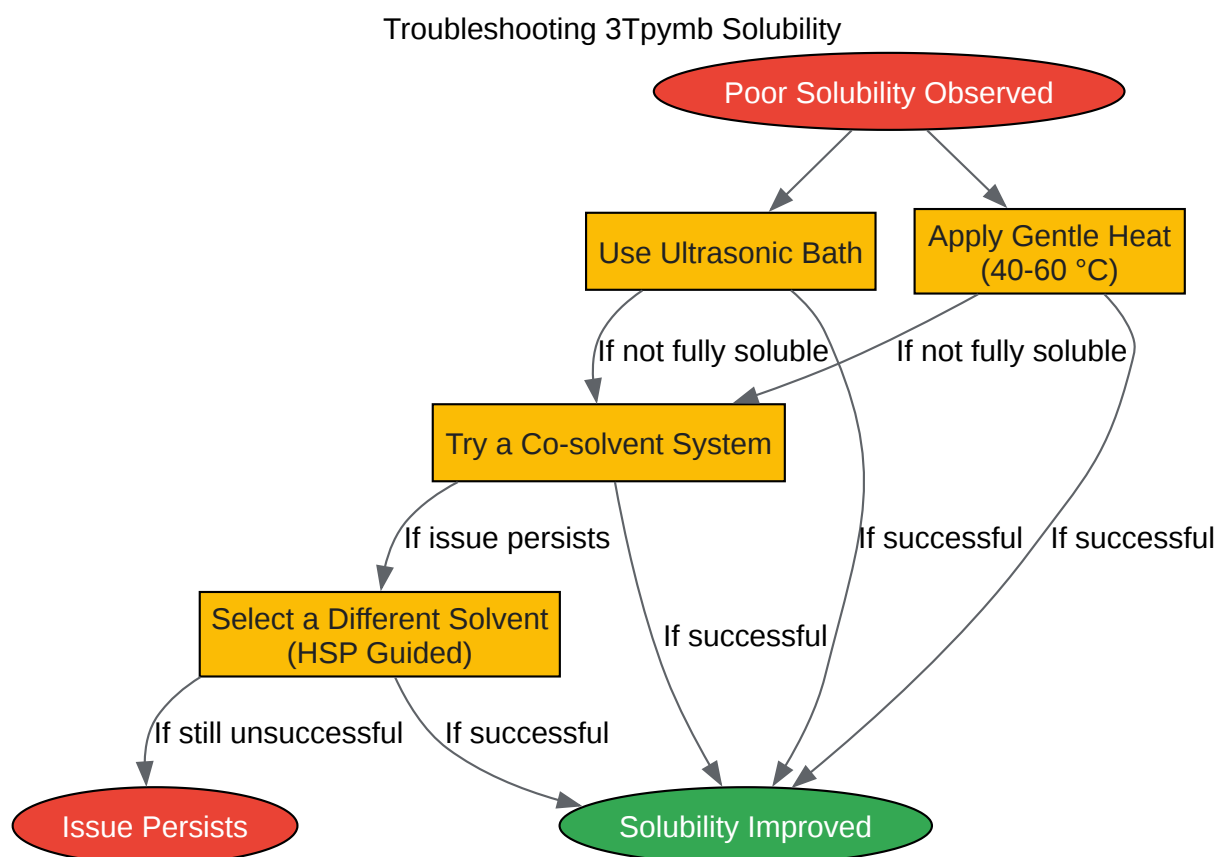 Troubleshooting 3Tpymb Solubility
Poor Solubility Observed
Use Ultrasonic Bath
Apply Gentle Heat
(40-60 °C)
If not fully soluble
If not fully soluble
Try a Co-solvent System
If issue persists
If successful
If successful
Select a Different Solvent
(HSP Guided)
If successful
If still unsuccessful
If successful
Issue Persists
Solubility Improved